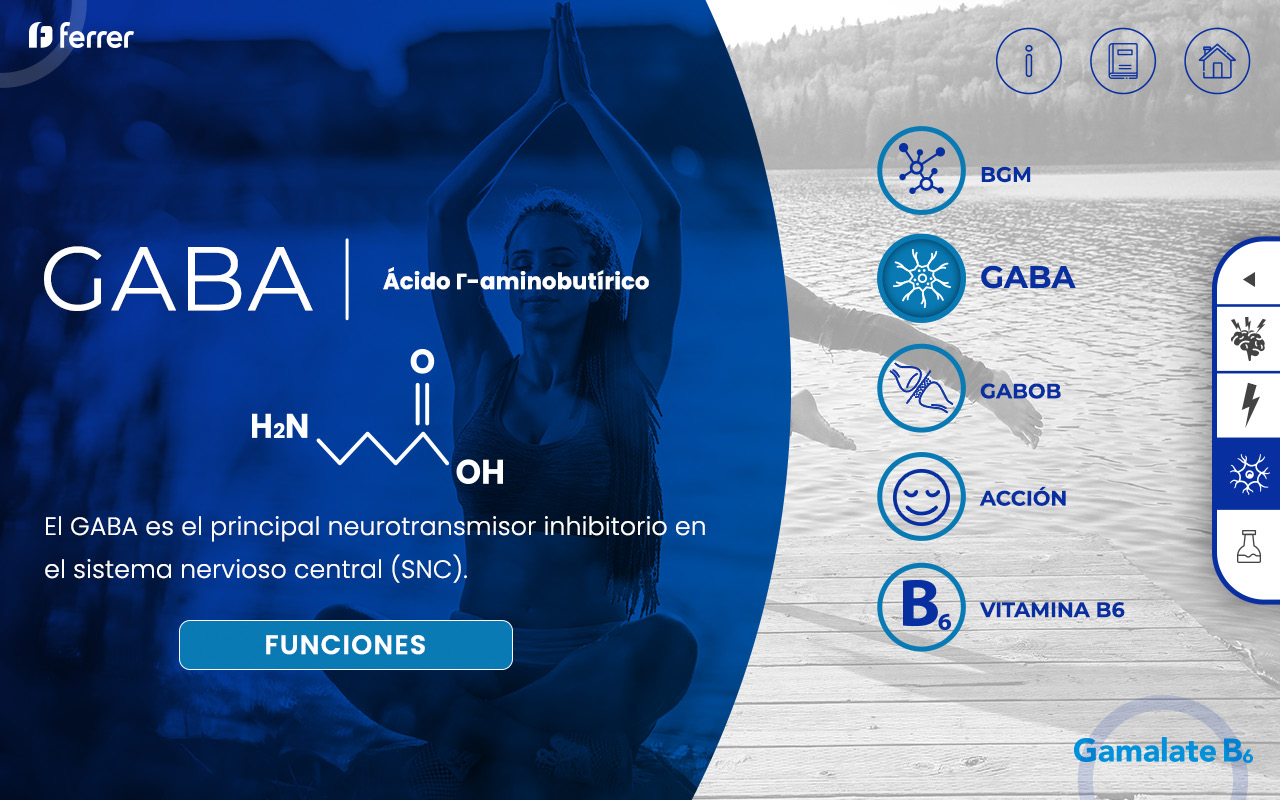 ferrer
GABA
Ácido Γ-aminobutírico
O
H₂N
OH
El GABA es el principal neurotransmisor inhibitorio en
el sistema nervioso central (SNC).
FUNCIONES
BGM
GABA
GABOB
ACCIÓN
B₆ VITAMINA B6
Gamalate B₆